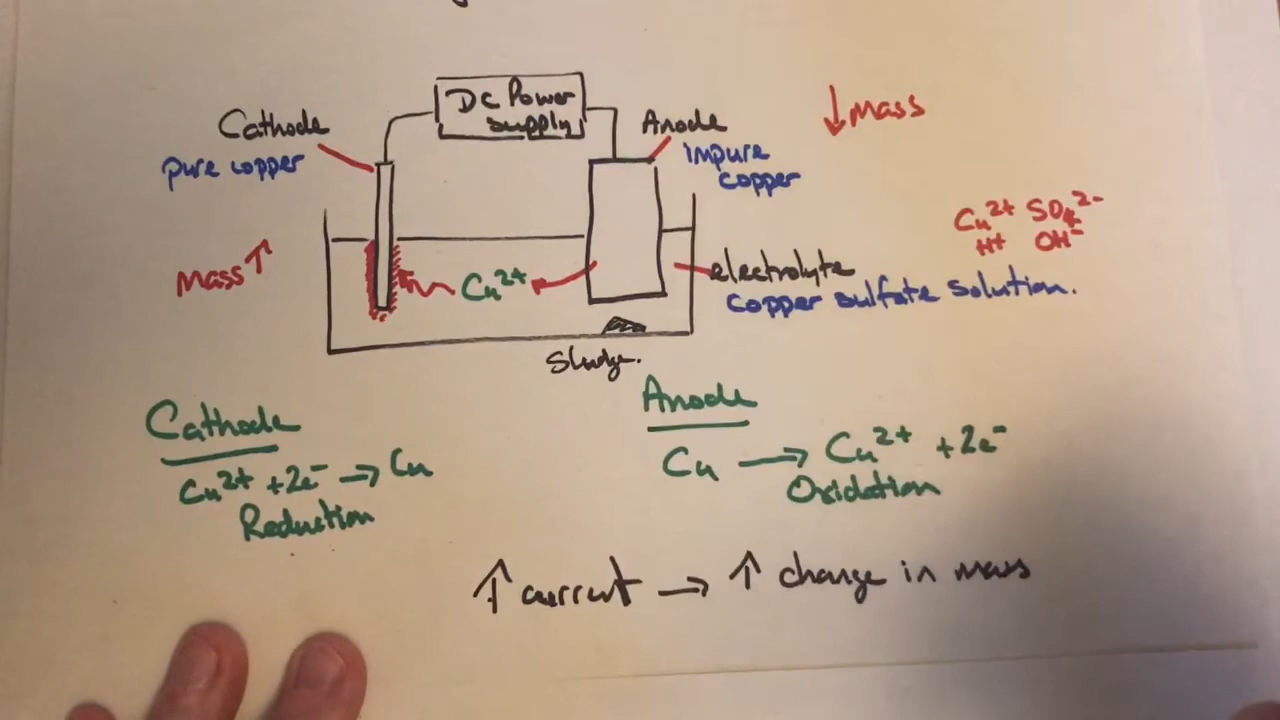 DC Power
supply
Cathode
pure copper
Anode
impure
copper
↓ Mass
Cu²⁺ SO₄²⁻
H⁺ OH⁻
Mass ↑
Cu²⁺
electrolyte
copper sulfate solution.
Sludge.
Cathode
Cu²⁺ + 2e⁻ → Cu
Reduction
Anode
Cu → Cu²⁺ + 2e⁻
Oxidation
↑ current → ↑ change in mass